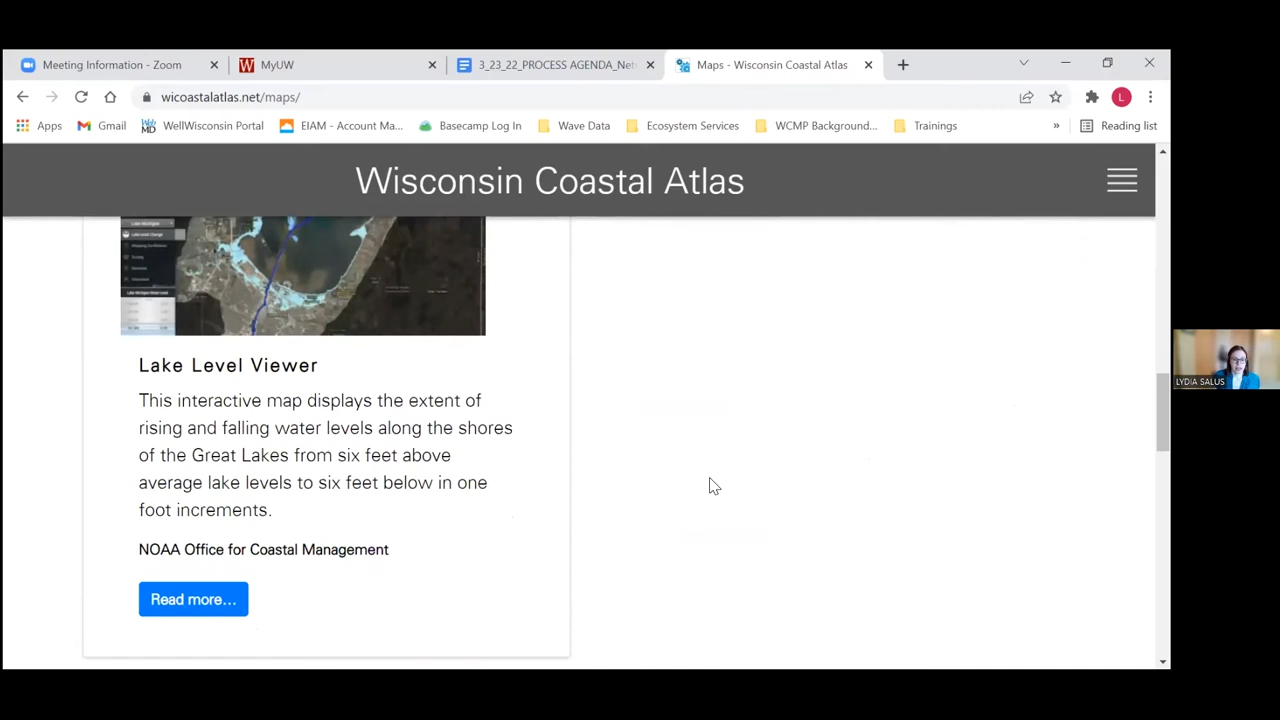 Meeting Information - Zoom
MyUW
3_23_22_PROCESS AGENDA_Net
Maps - Wisconsin Coastal Atlas
wicoastalatlas.net/maps/
L
Apps
Gmail
WellWisconsin Portal
EIAM - Account Ma...
Basecamp Log In
Wave Data
Ecosystem Services
WCMP Background...
Trainings
»
Reading list
Wisconsin Coastal Atlas
Lake Level Viewer
This interactive map displays the extent of
rising and falling water levels along the shores
of the Great Lakes from six feet above
average lake levels to six feet below in one
foot increments.
NOAA Office for Coastal Management
Read more...
LYDIA SALUS